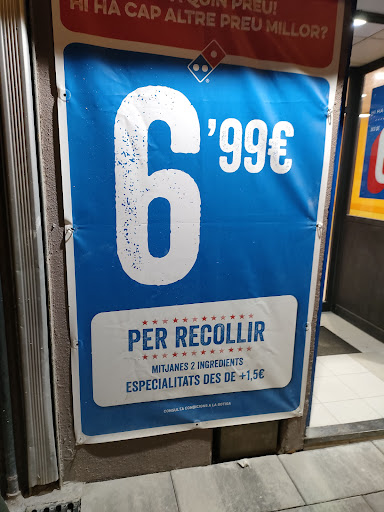 QUIN PREU!
HI HA CAP ALTRE PREU MILLOR?
6'99€
PER RECOLLIR
MITJANES 2 INGREDIENTS
ESPECIALITATS DES DE +1,5€
CONSULTA CONDICIONS A LA BOTIGA